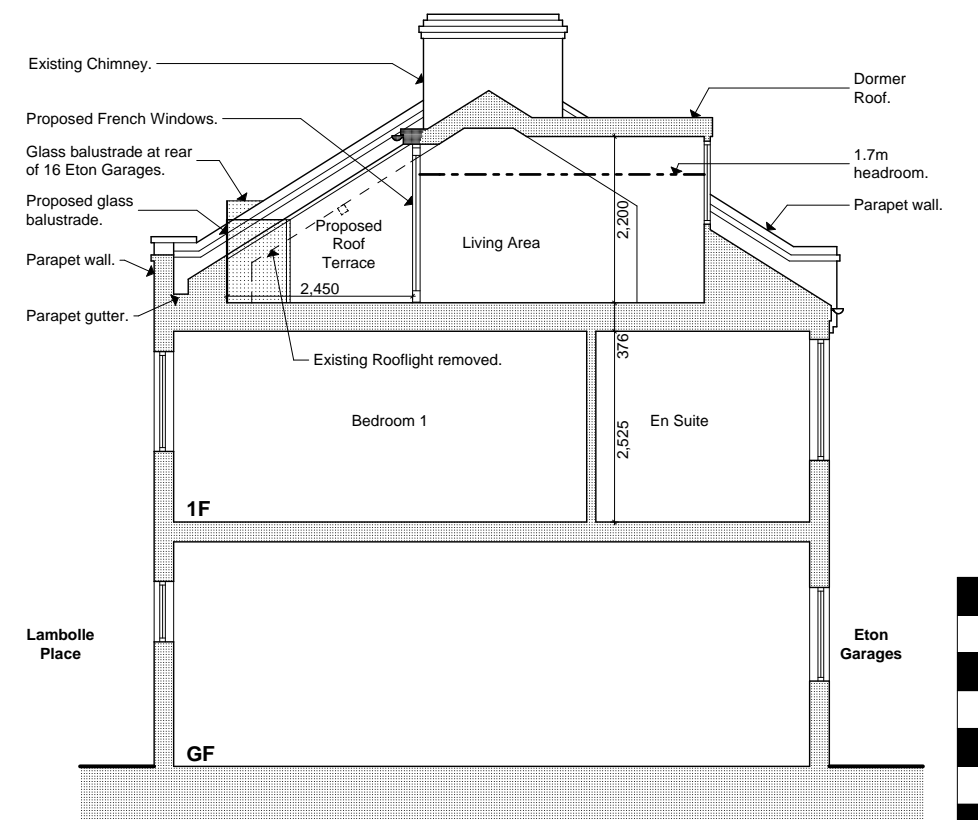 Existing Chimney.
Proposed French Windows.
Glass balustrade at rear
of 16 Eton Garages.
Proposed glass
balustrade.
Parapet wall.
Parapet gutter.
Dormer
Roof.
1.7m
headroom.
Parapet wall.
Proposed
Roof
Terrace
Living Area
2,200
2,450
376
Existing Rooflight removed.
Bedroom 1
En Suite
2,525
1F
Lambolle
Place
Eton
Garages
GF